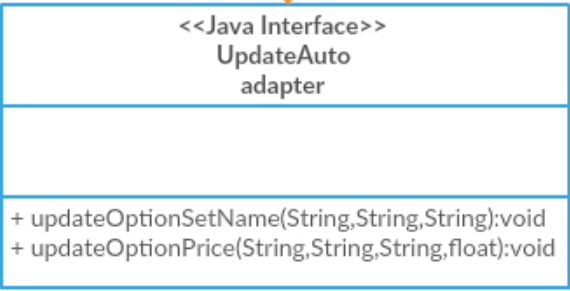 <<Java Interface>>
UpdateAuto
adapter
+ updateOptionSetName(String,String,String):void
+ updateOptionPrice(String,String,String,float):void